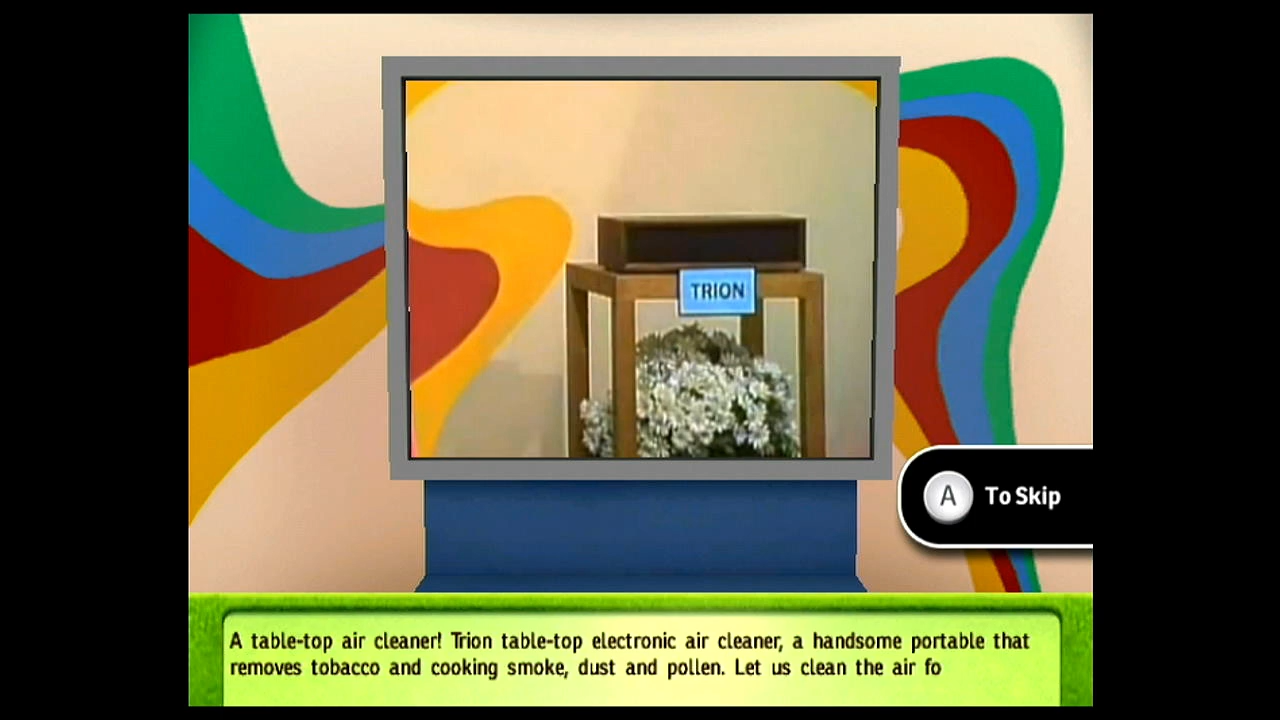 TRION
A To Skip
A table-top air cleaner! Trion table-top electronic air cleaner, a handsome portable that
removes tobacco and cooking smoke, dust and pollen. Let us clean the air fo